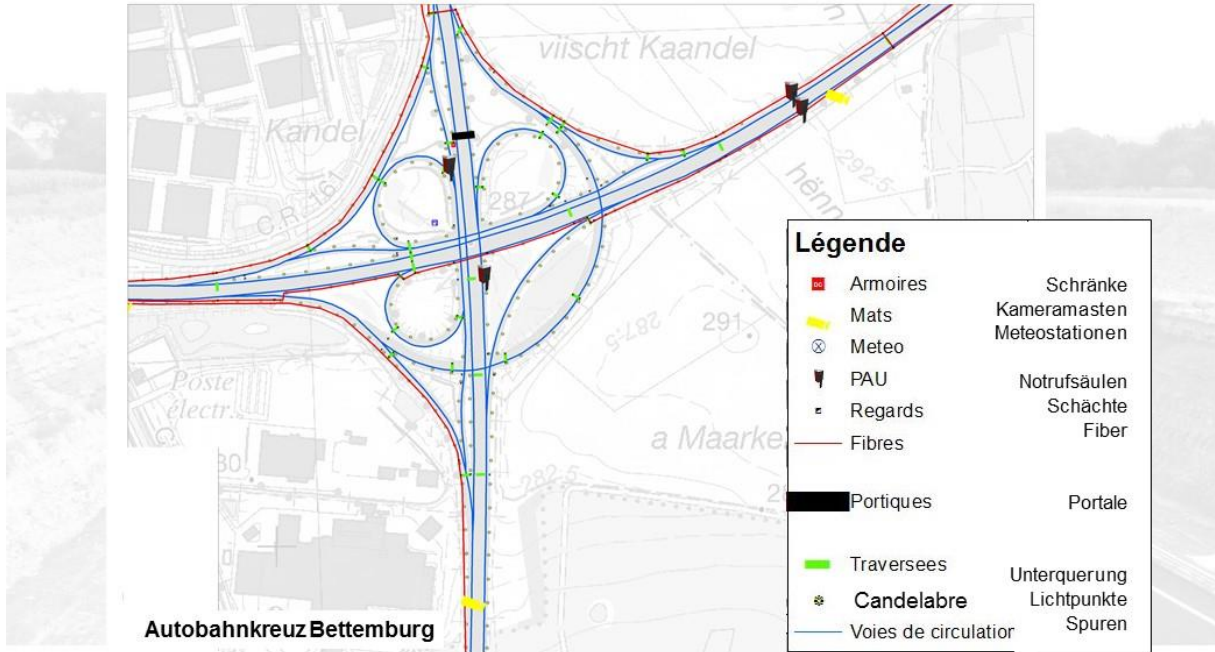 viischt Kaandel
Kandel
C.R. 161
287
292.5
hënn
287.5
291
Poste
électr.
a Maarke
282.5
Autobahnkreuz Bettemburg
Légende
Armoires Schränke
Mats Kameramasten
Meteo Meteostationen
PAU Notrufsäulen
Regards Schächte
Fibres Fiber
Portiques Portale
Traversees Unterquerung
Candelabre Lichtpunkte
Voies de circulation Spuren